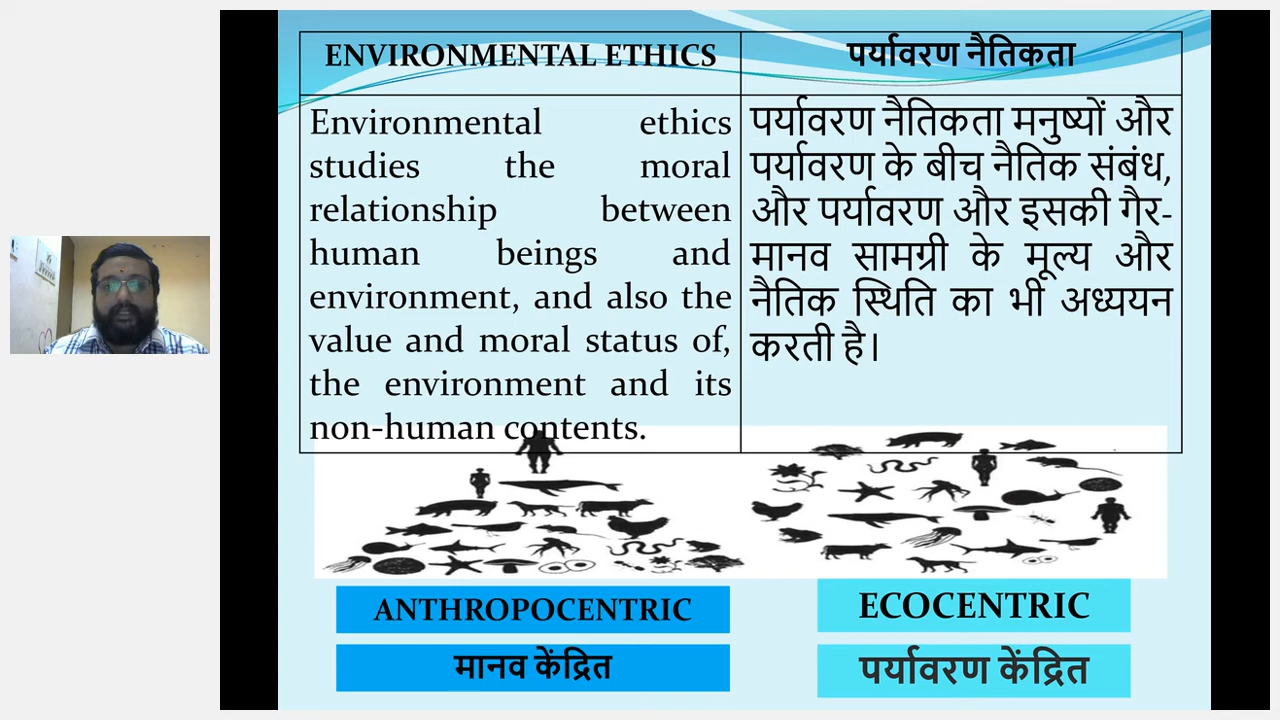 ENVIRONMENTAL ETHICS
पर्यावरण नैतिकता
Environmental ethics
studies the moral
relationship between
human beings and
environment, and also the
value and moral status of,
the environment and its
non-human contents.
पर्यावरण नैतिकता मनुष्यों और
पर्यावरण के बीच नैतिक संबंध,
और पर्यावरण और इसकी गैर-
मानव सामग्री के मूल्य और
नैतिक स्थिति का भी अध्ययन
करती है।
ANTHROPOCENTRIC
मानव केंद्रित
ECOCENTRIC
पर्यावरण केंद्रित